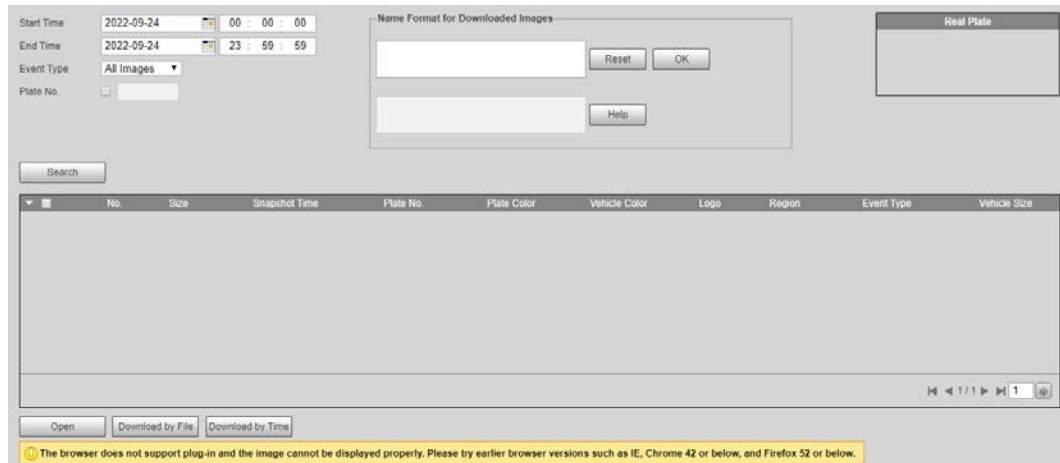 Start Time 2022-09-24 00 : 00 : 00
End Time 2022-09-24 23 : 59 : 59
Event Type All Images
Plate No.
Name Format for Downloaded Images
Reset OK
Help
Real Plate
Search
No. Size Snapshot Time Plate No. Plate Color Vehicle Color Logo Region Event Type Vehicle Size
1 / 1 1
Open Download by File Download by Time
The browser does not support plug-in and the image cannot be displayed properly. Please try earlier browser versions such as IE, Chrome 42 or below, and Firefox 52 or below.